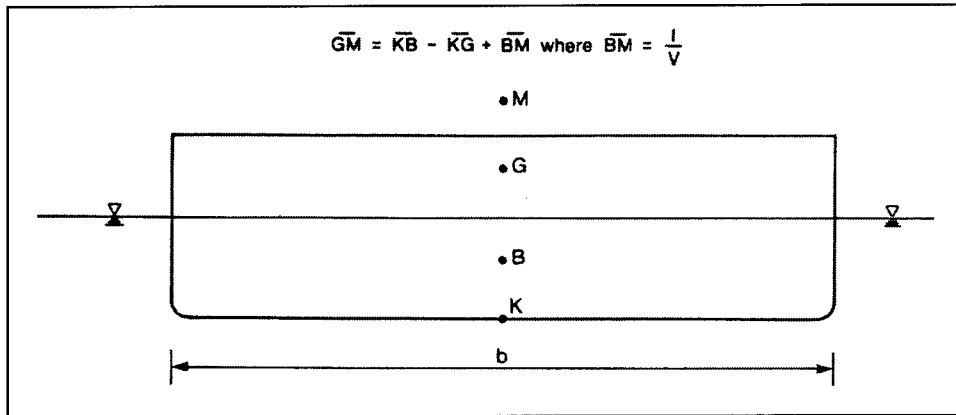 GM = KB - KG + BM where BM = I/V
M
G
B
K
b